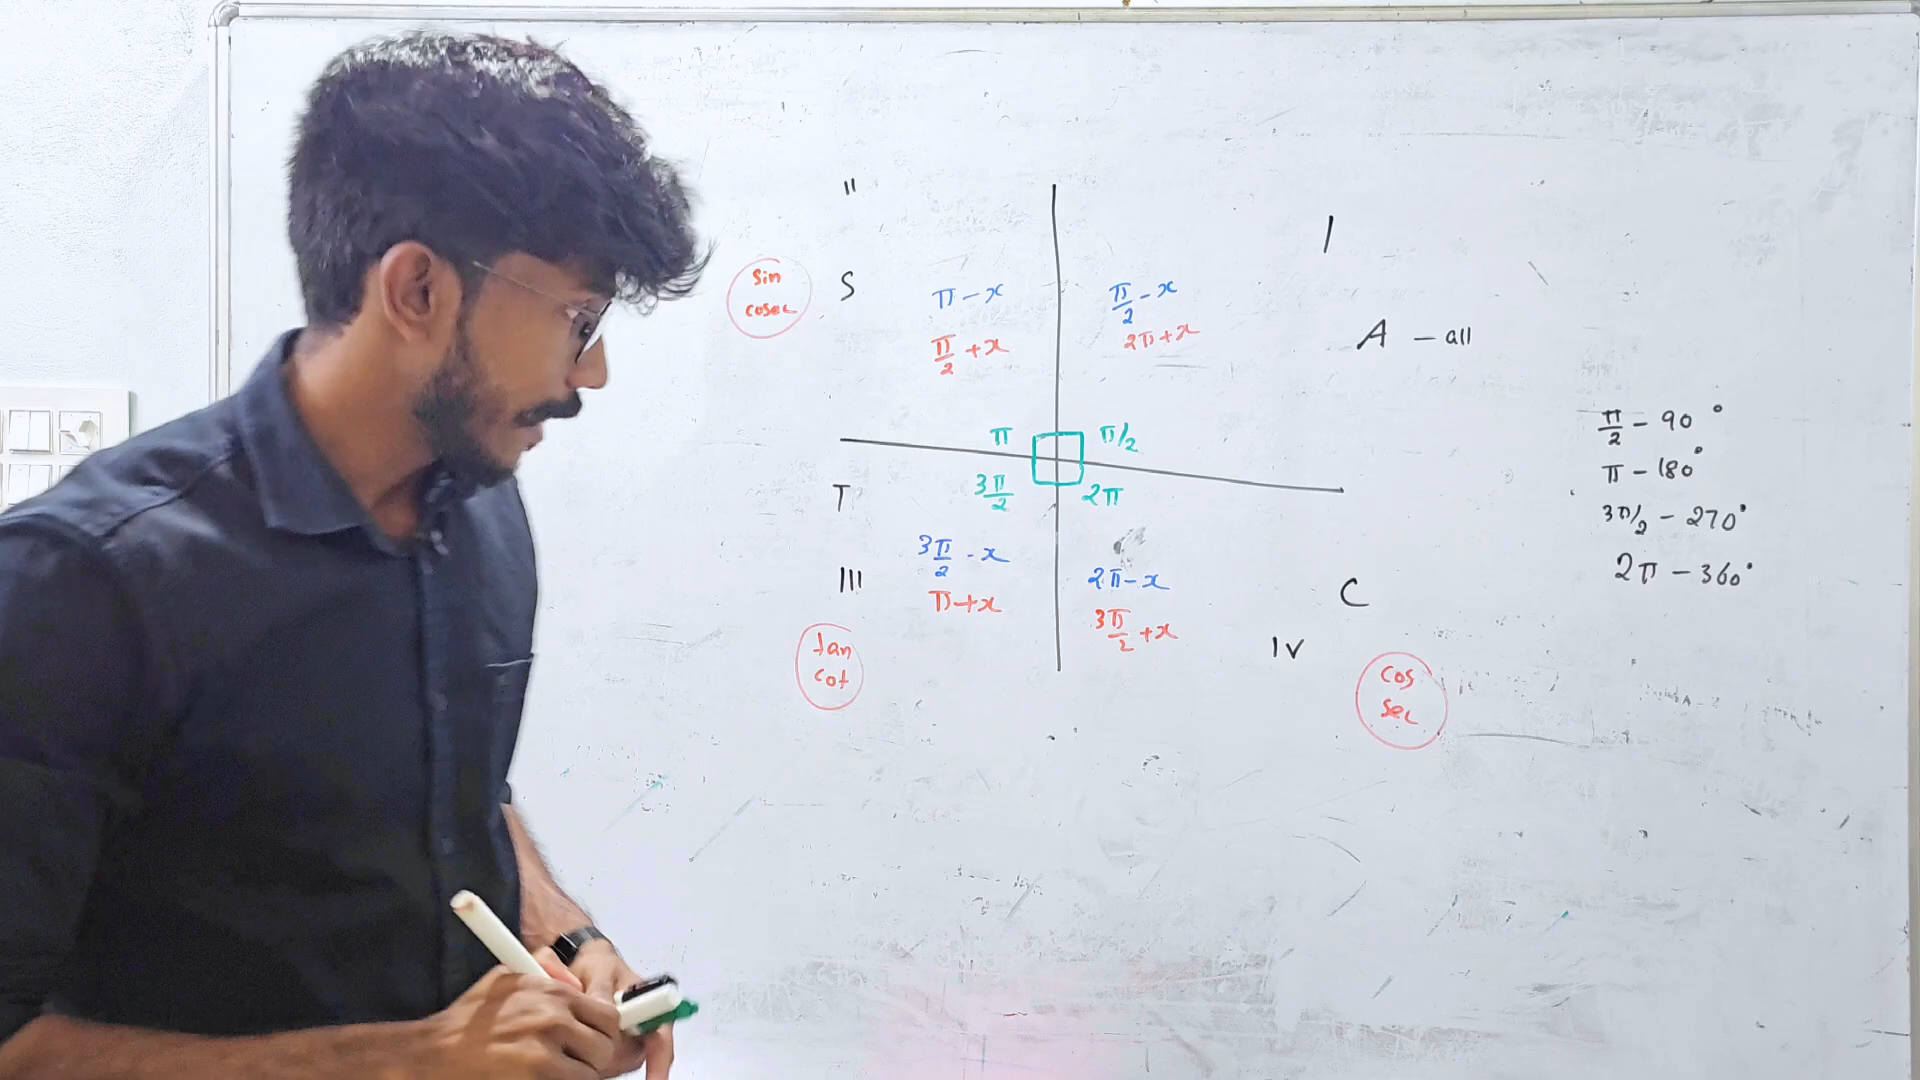 II
I
S
sin
cosec
π - x
π/2 + x
π/2 - x
2π + x
A - all
π
π/2
3π/2
2π
T
III
3π/2 - x
π + x
tan
cot
2π - x
3π/2 + x
C
IV
cos
sec
π/2 - 90°
π - 180°
3π/2 - 270°
2π - 360°